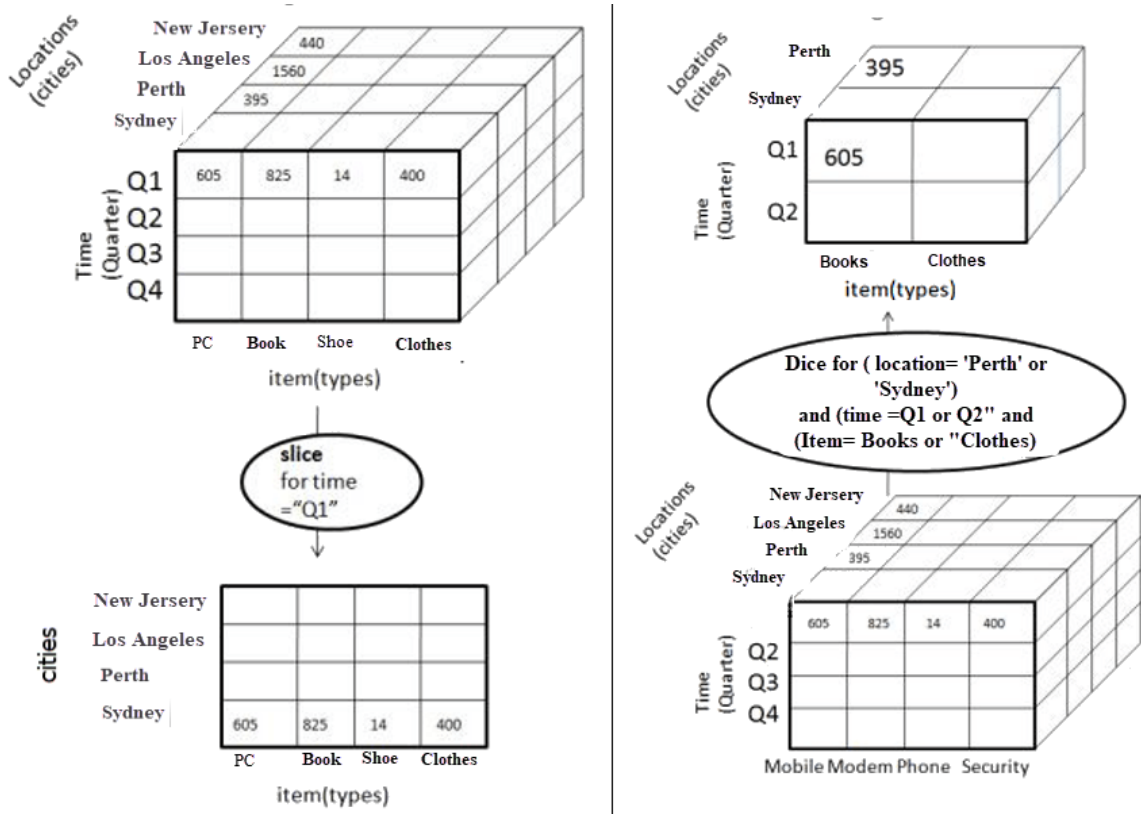 Locations
(cities)
New Jersery
Los Angeles
Perth
Sydney
440
1560
395
Time
(Quarter)
Q1
Q2
Q3
Q4
605 825 14 400
PC Book Shoe Clothes
item(types)
slice
for time
="Q1"
cities
New Jersery
Los Angeles
Perth
Sydney
605 825 14 400
PC Book Shoe Clothes
item(types)
Locations
(cities)
Perth
Sydney
395
Time
(Quarter)
Q1
Q2
605
Books Clothes
item(types)
Dice for ( location= 'Perth' or
'Sydney')
and (time =Q1 or Q2" and
(Item= Books or "Clothes)
Locations
(cities)
New Jersery
Los Angeles
Perth
Sydney
440
1560
395
Time
(Quarter)
605 825 14 400
Q2
Q3
Q4
Mobile Modem Phone Security